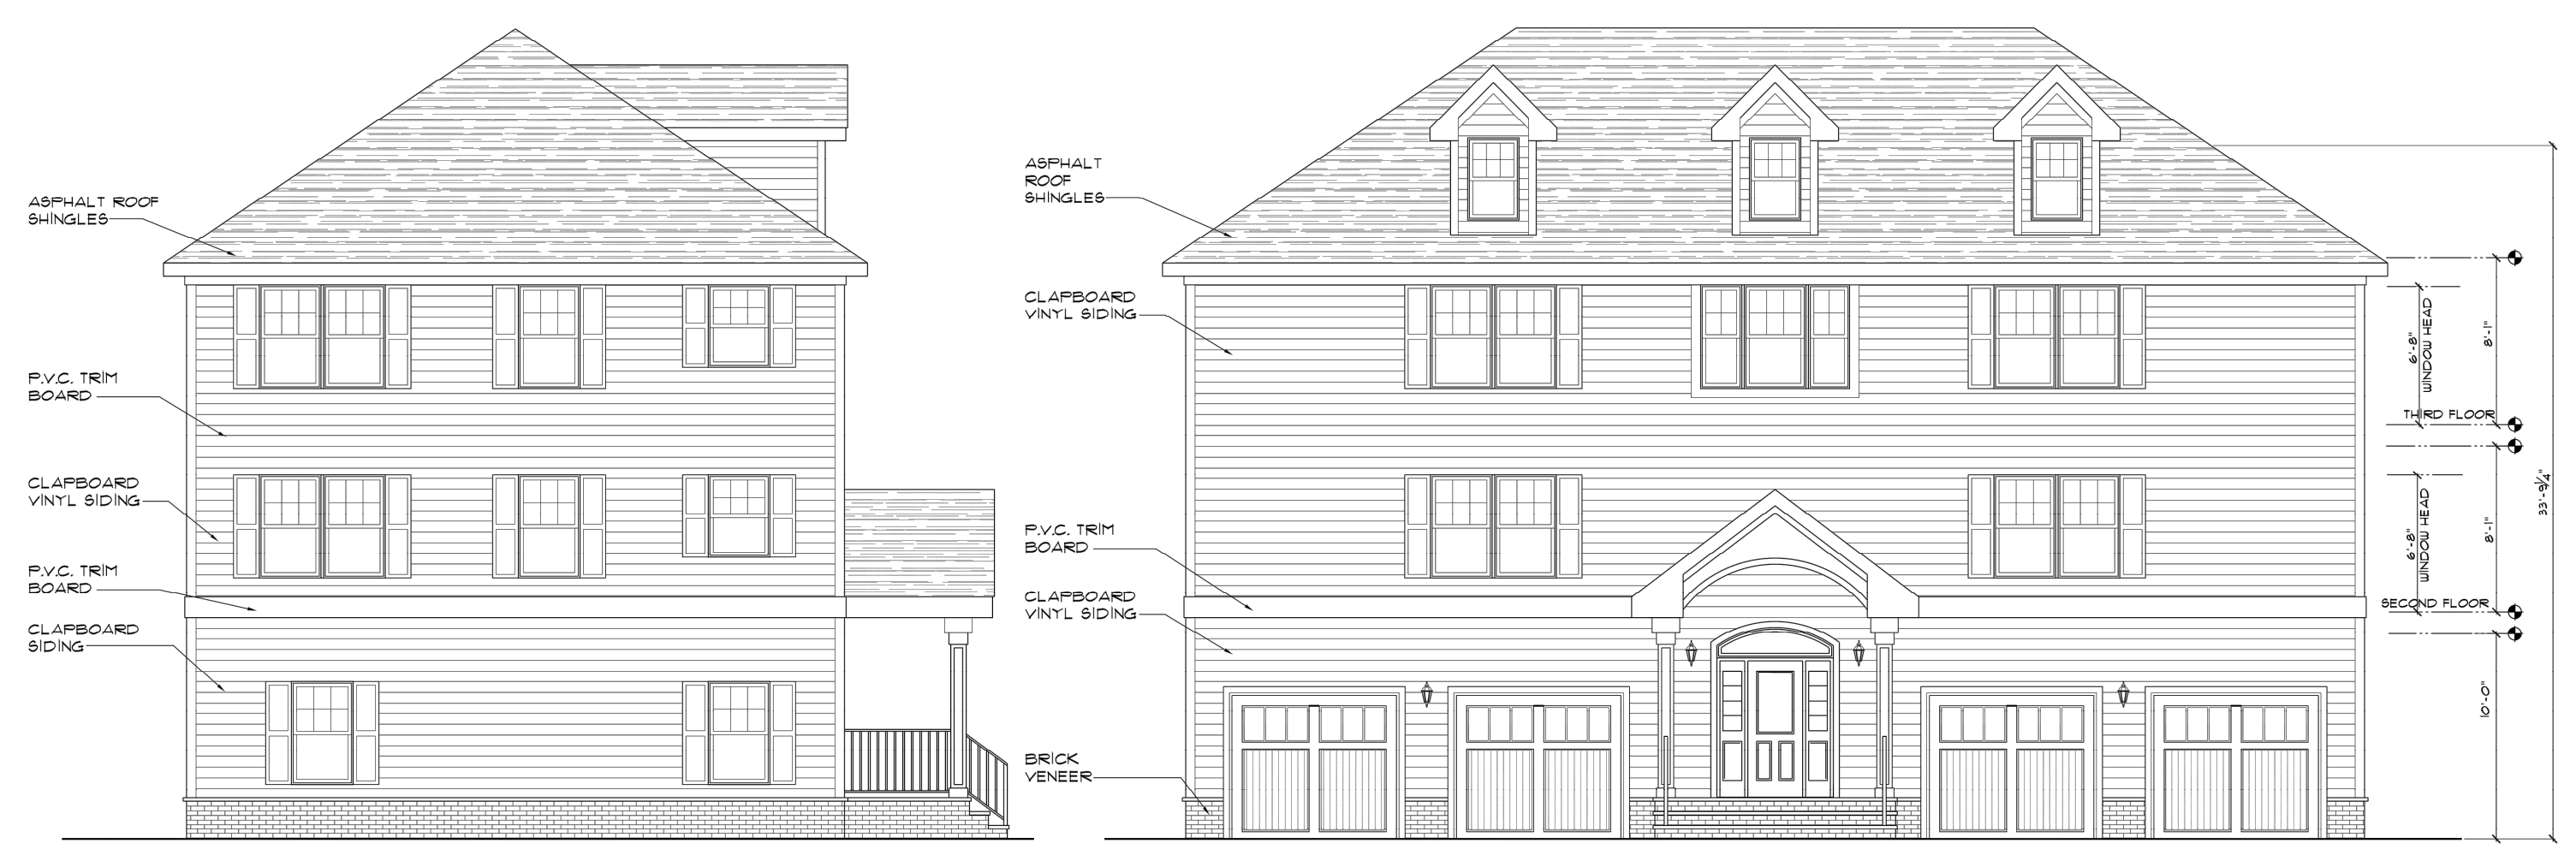 ASPHALT ROOF
SHINGLES
P.V.C. TRIM
BOARD
CLAPBOARD
VINYL SIDING
P.V.C. TRIM
BOARD
CLAPBOARD
SIDING
ASPHALT
ROOF
SHINGLES
CLAPBOARD
VINYL SIDING
P.V.C. TRIM
BOARD
CLAPBOARD
VINYL SIDING
BRICK
VENEER
6'-8"
WINDOW HEAD
8'-1"
THIRD FLOOR
6'-8"
WINDOW HEAD
8'-1"
SECOND FLOOR
10'-0"
33'-9¼"